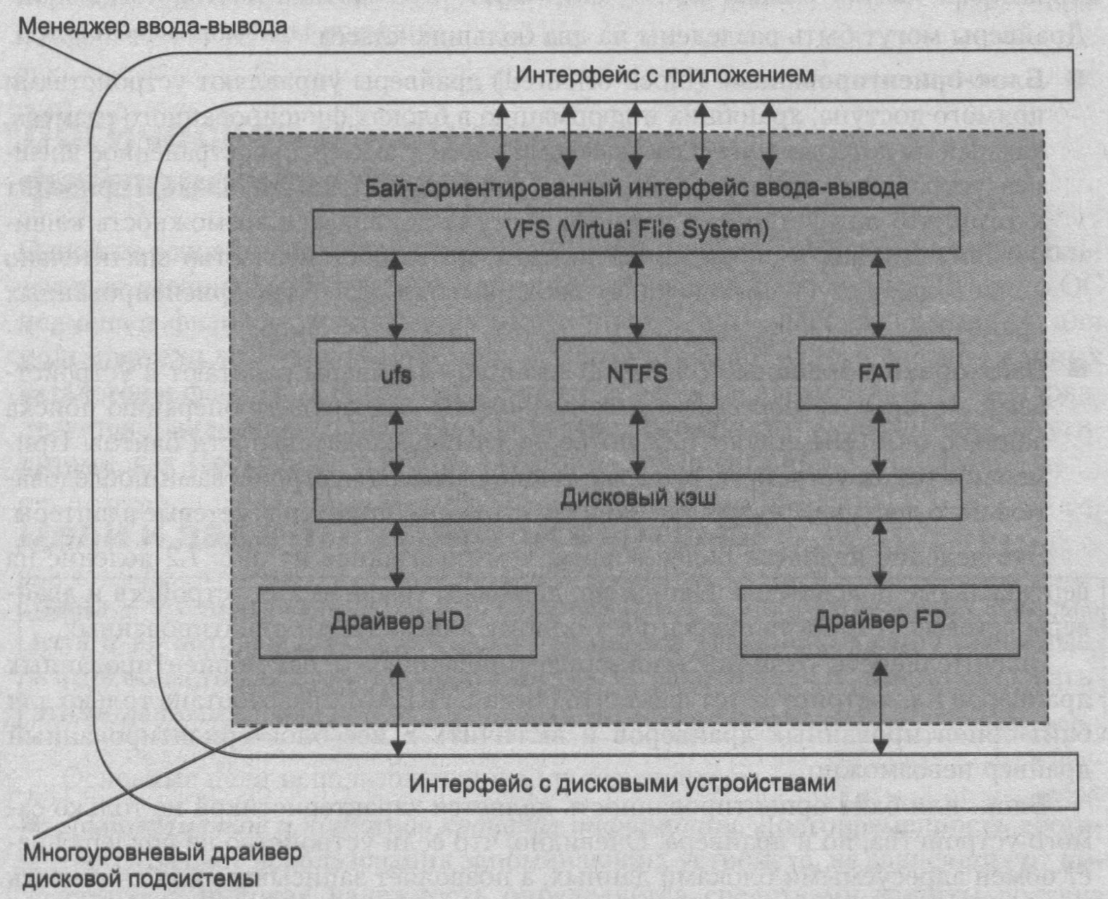 Менеджер ввода-вывода
Интерфейс с приложением
Байт-ориентированный интерфейс ввода-вывода
VFS (Virtual File System)
ufs
NTFS
FAT
Дисковый кэш
Драйвер HD
Драйвер FD
Интерфейс с дисковыми устройствами
Многоуровневый драйвер
дисковой подсистемы